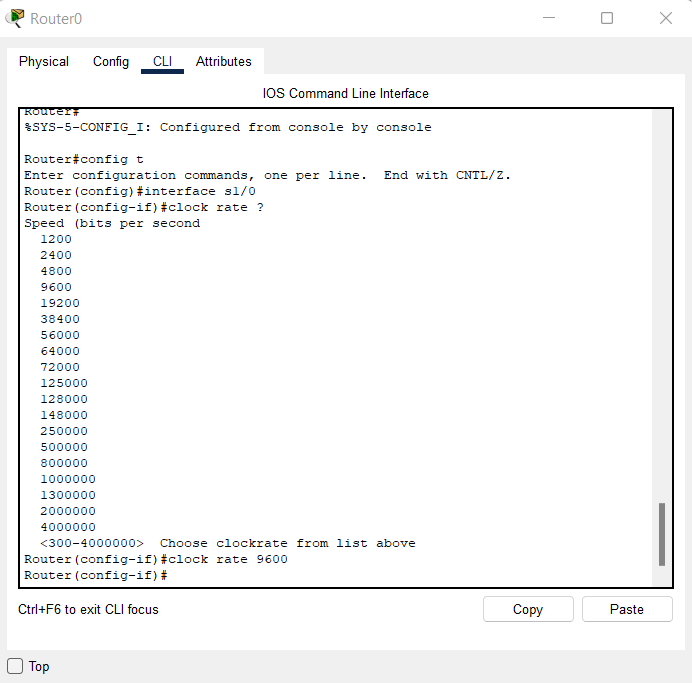 Router0
Physical Config CLI Attributes
IOS Command Line Interface
Router#
%SYS-5-CONFIG_I: Configured from console by console
Router#config t
Enter configuration commands, one per line.  End with CNTL/Z.
Router(config)#interface s1/0
Router(config-if)#clock rate ?
Speed (bits per second
  1200
  2400
  4800
  9600
  19200
  38400
  56000
  64000
  72000
  125000
  128000
  148000
  250000
  500000
  800000
  1000000
  1300000
  2000000
  4000000
  <300-4000000>  Choose clockrate from list above
Router(config-if)#clock rate 9600
Router(config-if)#
Ctrl+F6 to exit CLI focus
Copy Paste
Top